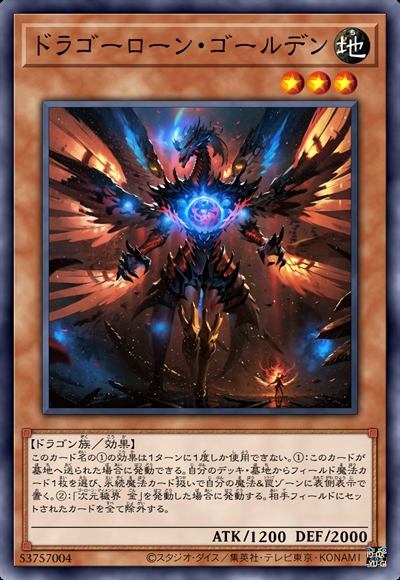 ドラゴーローン・ゴールデン
地
【ドラゴン族/効果】
このカード名の①の効果は1ターンに1度しか使用できない。①:このカードが
墓地へ送られた場合に発動できる。自分のデッキ・墓地からフィールド魔法カ
ード1枚を選び、永続魔法カード扱いで自分の魔法&罠ゾーンに表側表示で
置く。②:「次元 金」を発動した場合に発動する。相手フィールドにセッ
トされたカードを全て除外する。
ATK/1200 DEF/2000
53757004 ©スタジオ・ダイス/集英社・テレビ東京・KONAMI